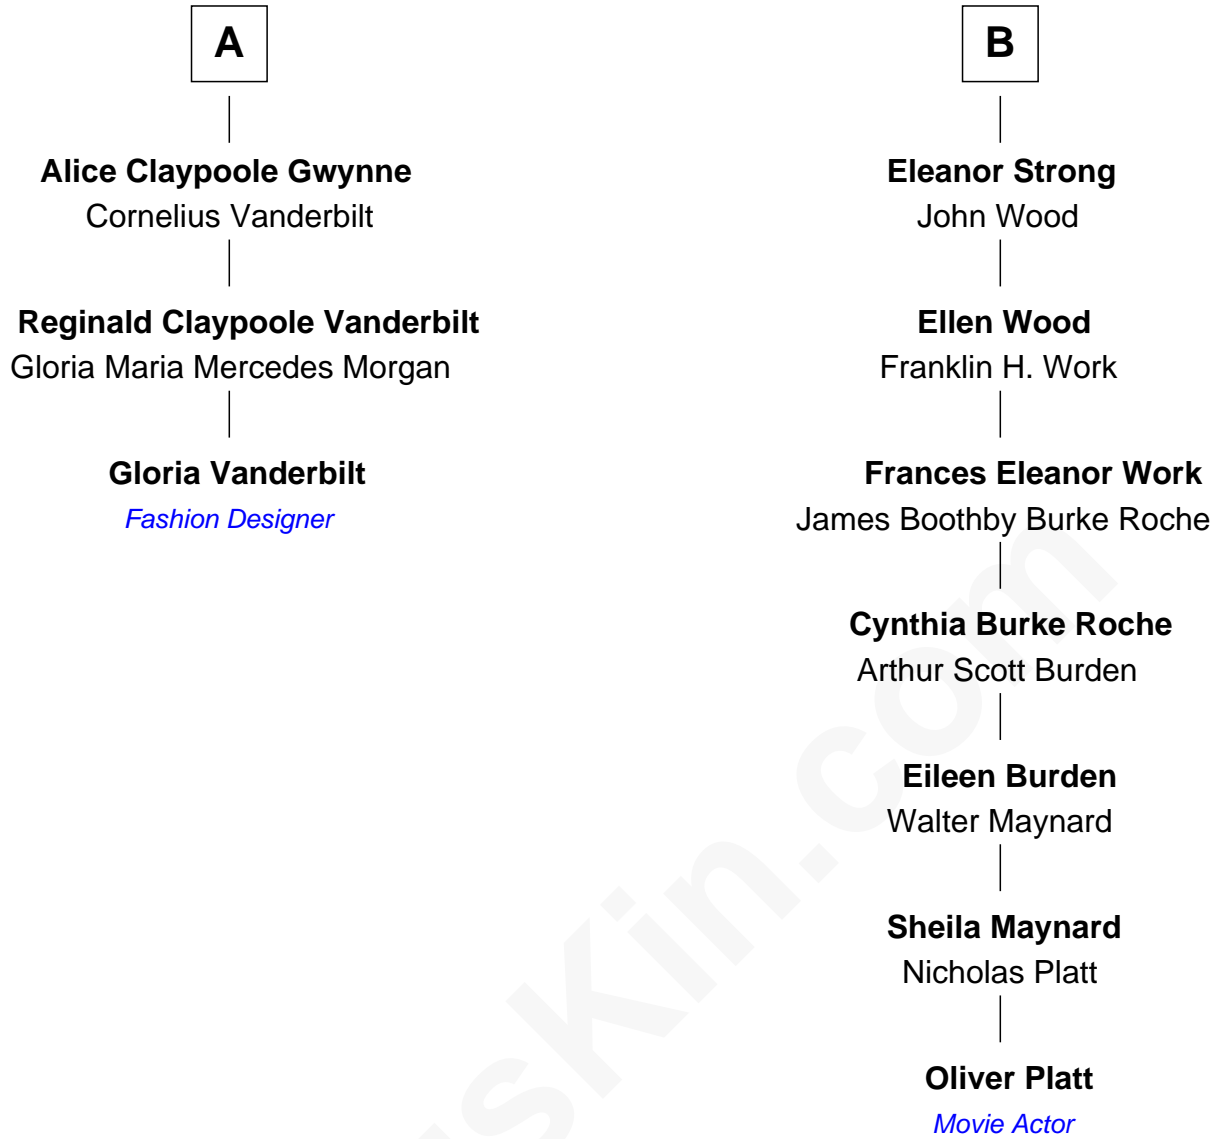 A
Alice Claypoole Gwynne
Cornelius Vanderbilt
Reginald Claypoole Vanderbilt
Gloria Maria Mercedes Morgan
Gloria Vanderbilt
Fashion Designer
B
Eleanor Strong
John Wood
Ellen Wood
Franklin H. Work
Frances Eleanor Work
James Boothby Burke Roche
Cynthia Burke Roche
Arthur Scott Burden
Eileen Burden
Walter Maynard
Sheila Maynard
Nicholas Platt
Oliver Platt
Movie Actor
sKin.com